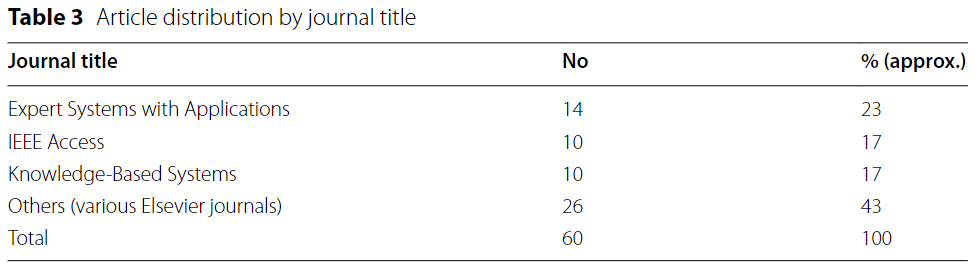 Table 3 Article distribution by journal title
Journal title No % (approx.)
Expert Systems with Applications 14 23
IEEE Access 10 17
Knowledge-Based Systems 10 17
Others (various Elsevier journals) 26 43
Total 60 100